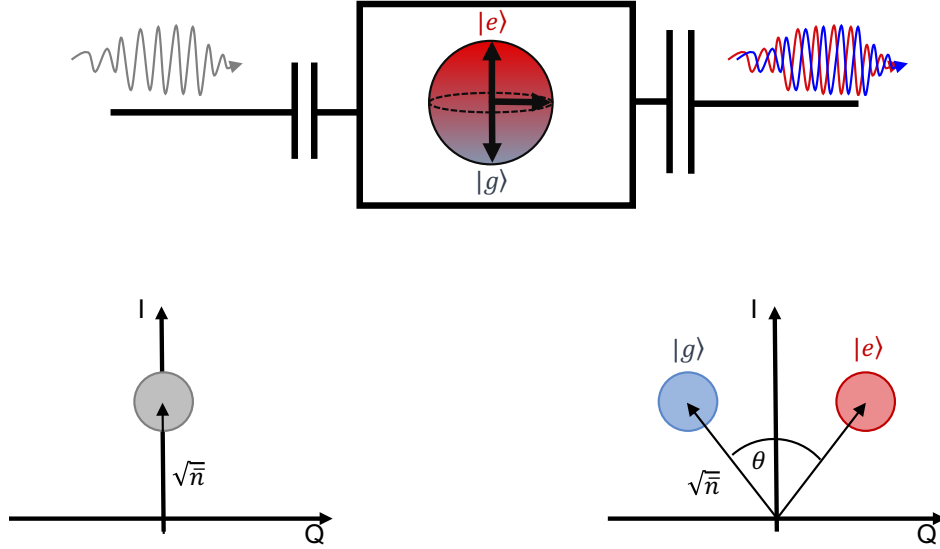 |e⟩
|g⟩
I
√n̄
Q
I
|g⟩
|e⟩
θ
√n̄
Q